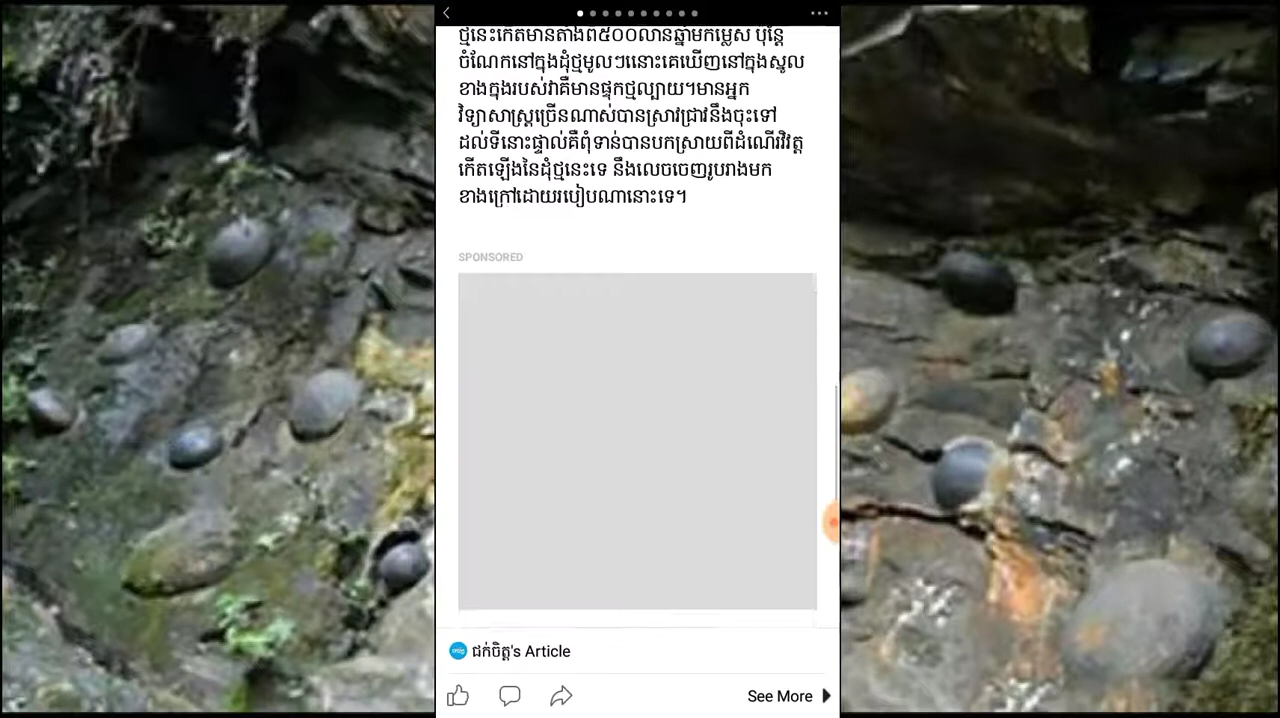 ថ្មនេះកើតមានតាំងពី៥០០លានឆ្នាំមកម្ល៉េស ប៉ុន្តែ
ចំណែកនៅក្នុងដុំថ្មមូលៗនោះគេឃើញនៅក្នុងស្នូល
ខាងក្នុងរបស់វាគឺមានផ្ទុកថ្មល្បាយ។មានអ្នក
វិទ្យាសាស្ត្រច្រើនណាស់បានស្រាវជ្រាវនឹងចុះទៅ
ដល់ទីនោះផ្ទាល់គឺពុំទាន់បានបកស្រាយពីដំណើរវិវត្ត
កើតឡើងនៃដុំថ្មនេះទេ នឹងលេចចេញរូបរាងមក
ខាងក្រៅដោយរបៀបណានោះទេ។
SPONSORED
ជក់ចិត្ត's Article
See More